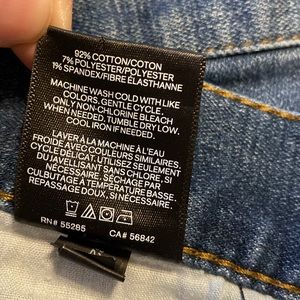 92% COTTON/COTON
7% POLYESTER/POLYESTER
1% SPANDEX/FIBRE ÉLASTHANNE
MACHINE WASH COLD WITH LIKE
COLORS. GENTLE CYCLE.
ONLY NON-CHLORINE BLEACH
WHEN NEEDED. TUMBLE DRY LOW.
COOL IRON IF NEEDED.
LAVER À LA MACHINE À L'EAU
FROIDE AVEC COULEURS SIMILAIRES,
CYCLE DÉLICAT. UTILISEZ SEULEMENT
DU JAVELLISANT SANS CHLORE SI
NÉCESSAIRE. SÉCHAGE PAR
CULBUTAGE À TEMPÉRATURE BASSE.
REPASSAGE À FROID SI NÉCESSAIRE.
RN# 55285 CA# 56842